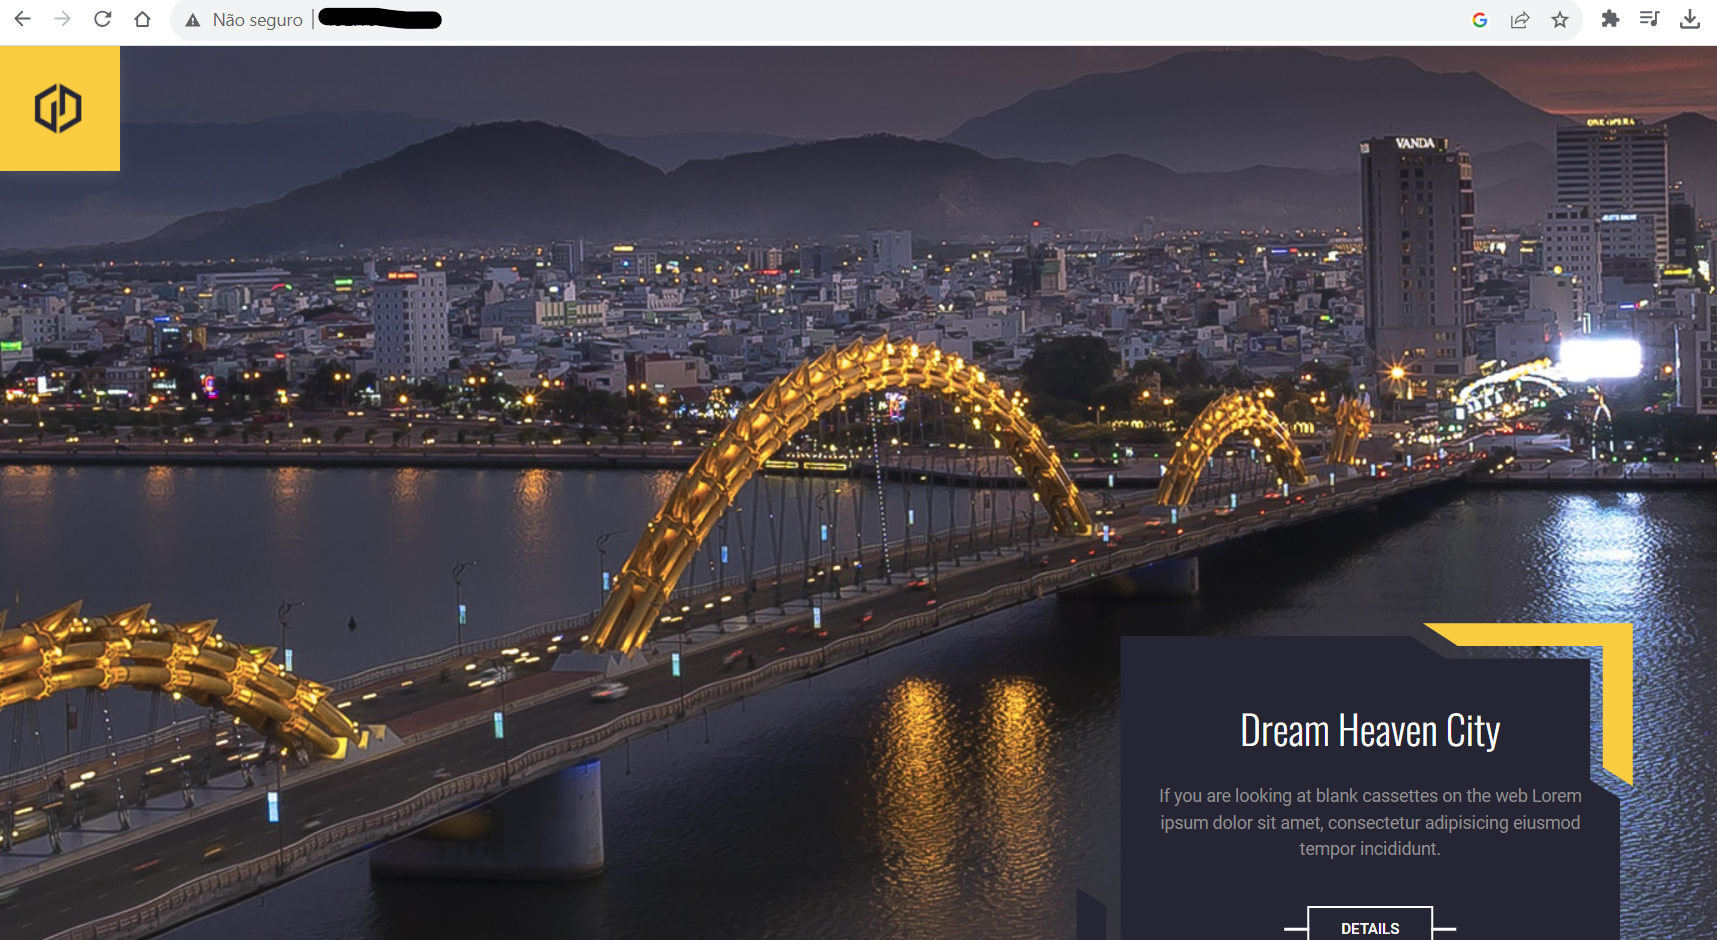 Não seguro
VANDA
ONE OPERA
Dream Heaven City
If you are looking at blank cassettes on the web Lorem
ipsum dolor sit amet, consectetur adipisicing eiusmod
tempor incididunt.
DETAILS